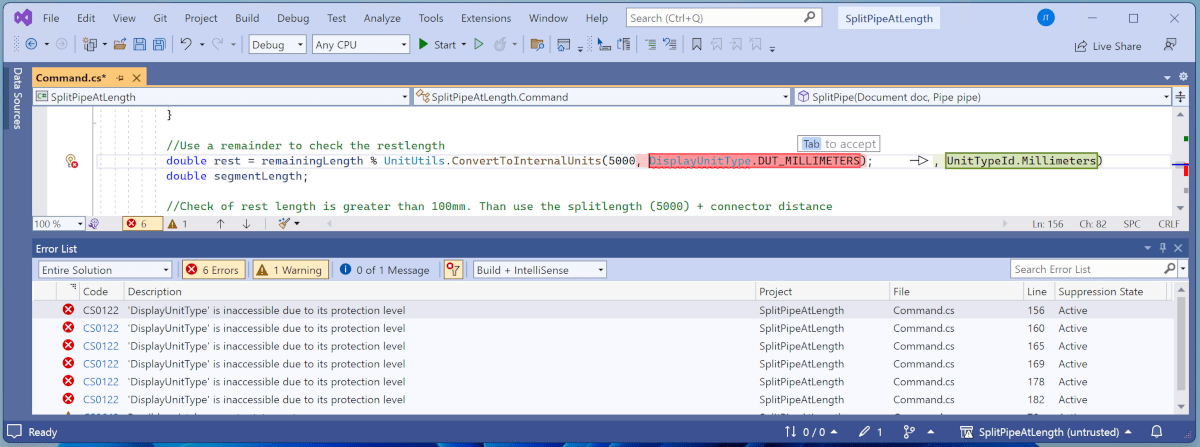 File Edit View Git Project Build Debug Test Analyze Tools Extensions Window Help Search (Ctrl+Q) SplitPipeAtLength JT
Debug Any CPU Start Live Share
Data Sources
Command.cs*
SplitPipeAtLength SplitPipeAtLength.Command SplitPipe(Document doc, Pipe pipe)
}
//Use a remainder to check the restlength
Tab to accept
double rest = remainingLength % UnitUtils.ConvertToInternalUnits(5000, DisplayUnitType.DUT_MILLIMETERS); , UnitTypeId.Millimeters)
double segmentLength;
//Check of rest length is greater than 100mm. Than use the splitlength (5000) + connector distance
100 % 6 1 Ln: 156 Ch: 82 SPC CRLF
Error List
Entire Solution 6 Errors 1 Warning 0 of 1 Message Build + IntelliSense Search Error List
Code Description Project File Line Suppression State
CS0122 'DisplayUnitType' is inaccessible due to its protection level SplitPipeAtLength Command.cs 156 Active
CS0122 'DisplayUnitType' is inaccessible due to its protection level SplitPipeAtLength Command.cs 160 Active
CS0122 'DisplayUnitType' is inaccessible due to its protection level SplitPipeAtLength Command.cs 165 Active
CS0122 'DisplayUnitType' is inaccessible due to its protection level SplitPipeAtLength Command.cs 169 Active
CS0122 'DisplayUnitType' is inaccessible due to its protection level SplitPipeAtLength Command.cs 178 Active
CS0122 'DisplayUnitType' is inaccessible due to its protection level SplitPipeAtLength Command.cs 182 Active
Ready 0 / 0 1 SplitPipeAtLength (untrusted)